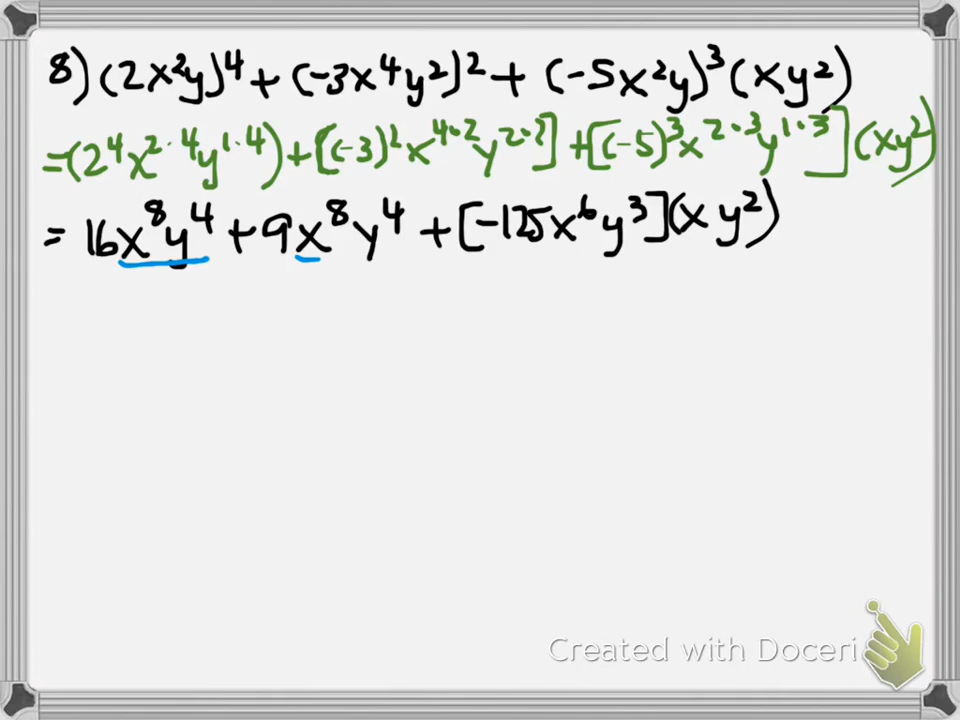 8) (2x²y)⁴ + (-3x⁴y²)² + (-5x²y)³(xy²)
=(2⁴x²·⁴y¹·⁴) + [(-3)²x⁴·²y²·²] + [(-5)³x²·³y¹·³](xy²)
= 16x⁸y⁴ + 9x⁸y⁴ + [-125x⁶y³](xy²)
Created with Doceri